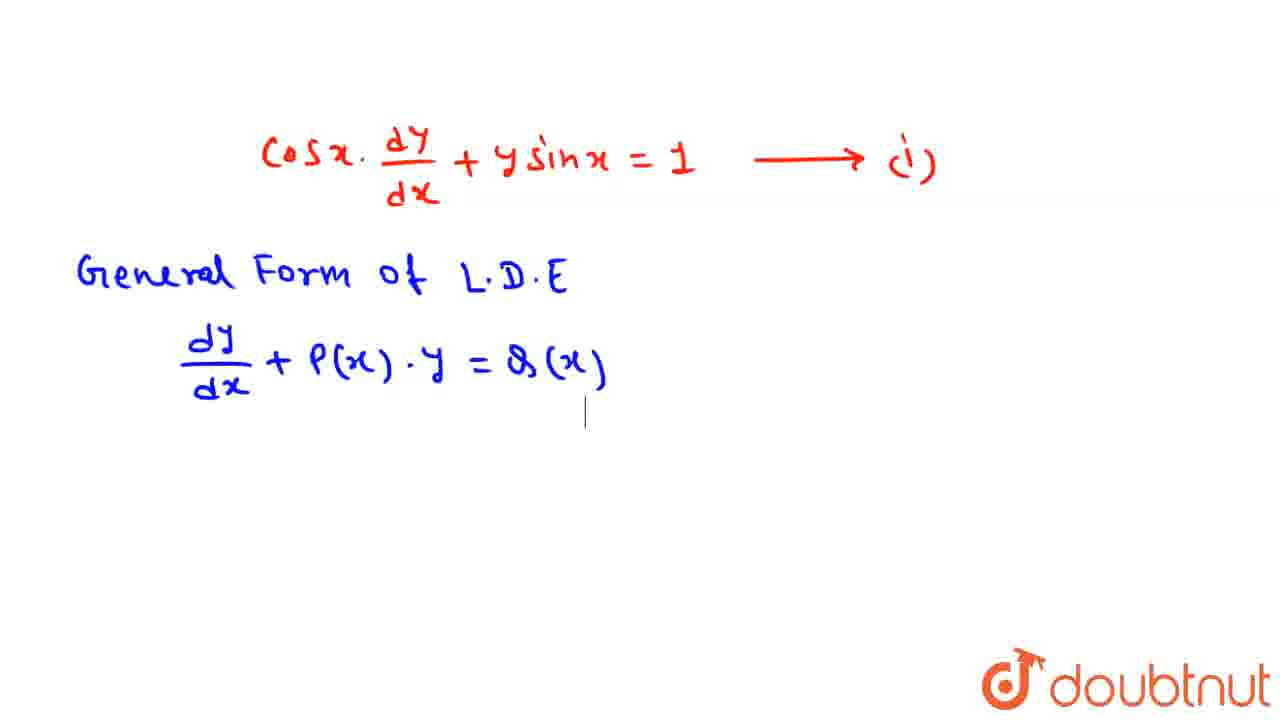 cos x · dy/dx + y sin x = 1 ⟶ (i)
General Form of L.D.E
dy/dx + P(x) · y = Q(x)
doubtnut